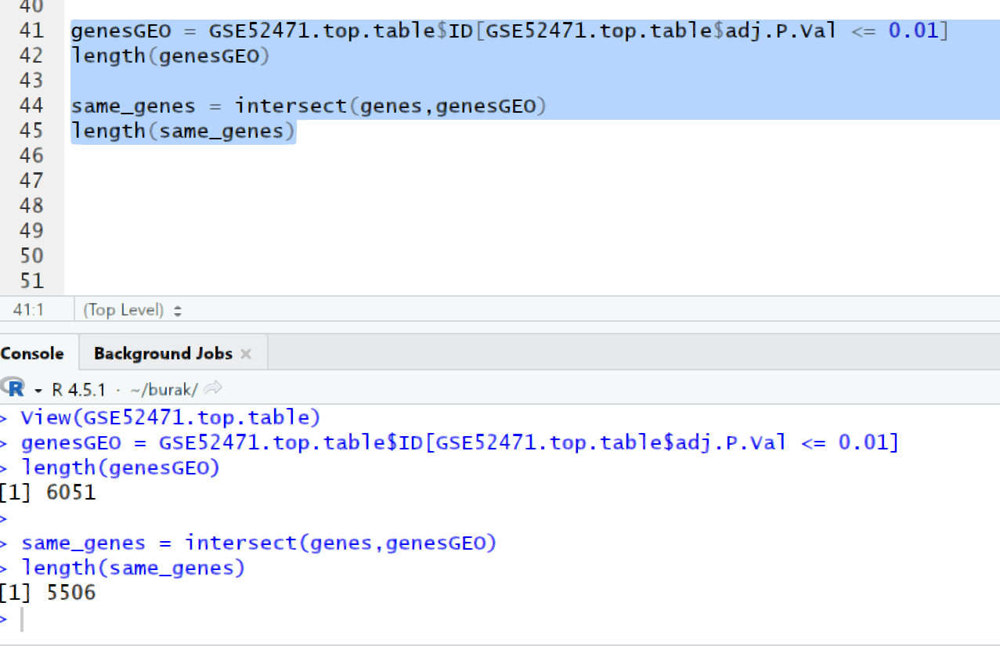 40
41 genesGEO = GSE52471.top.table$ID[GSE52471.top.table$adj.P.Val <= 0.01]
42 length(genesGEO)
43
44 same_genes = intersect(genes,genesGEO)
45 length(same_genes)
46
47
48
49
50
51
41:1 (Top Level)
Console Background Jobs
R R 4.5.1 · ~/burak/
> View(GSE52471.top.table)
> genesGEO = GSE52471.top.table$ID[GSE52471.top.table$adj.P.Val <= 0.01]
> length(genesGEO)
[1] 6051
>
> same_genes = intersect(genes,genesGEO)
> length(same_genes)
[1] 5506
>